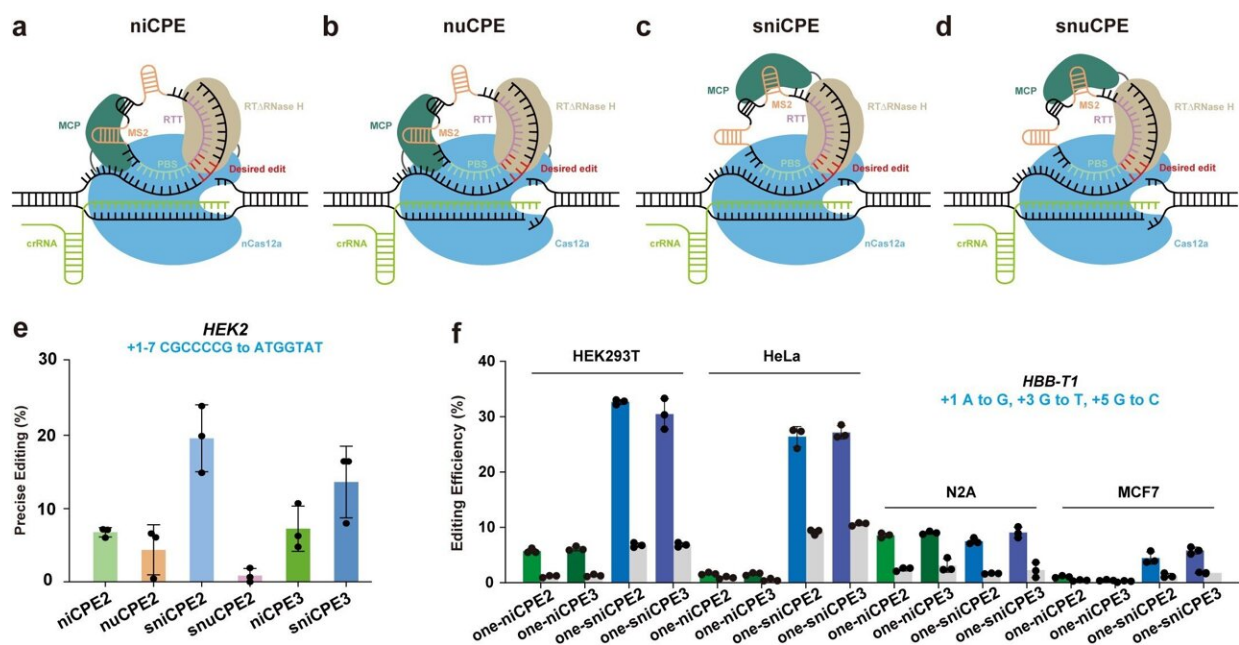 a
niCPE
MCP
MS2
RTT
RTΔRNase H
PBS
Desired edit
crRNA
nCas12a
b
nuCPE
MCP
MS2
RTT
RTΔRNase H
PBS
Desired edit
crRNA
Cas12a
c
sniCPE
MCP
MS2
RTT
RTΔRNase H
PBS
Desired edit
crRNA
nCas12a
d
snuCPE
MCP
MS2
RTT
RTΔRNase H
PBS
Desired edit
crRNA
Cas12a
e
HEK2
+1-7 CGCCCCG to ATGGTAT
Precise Editing (%)
30
20
10
0
niCPE2
nuCPE2
sniCPE2
snuCPE2
niCPE3
sniCPE3
f
HEK293T
HeLa
HBB-T1
+1 A to G, +3 G to T, +5 G to C
N2A
MCF7
Editing Efficiency (%)
40
30
20
10
0
one-niCPE2
one-niCPE3
one-sniCPE2
one-sniCPE3
one-niCPE2
one-niCPE3
one-sniCPE2
one-sniCPE3
one-niCPE2
one-niCPE3
one-sniCPE2
one-sniCPE3
one-niCPE2
one-niCPE3
one-sniCPE2
one-sniCPE3